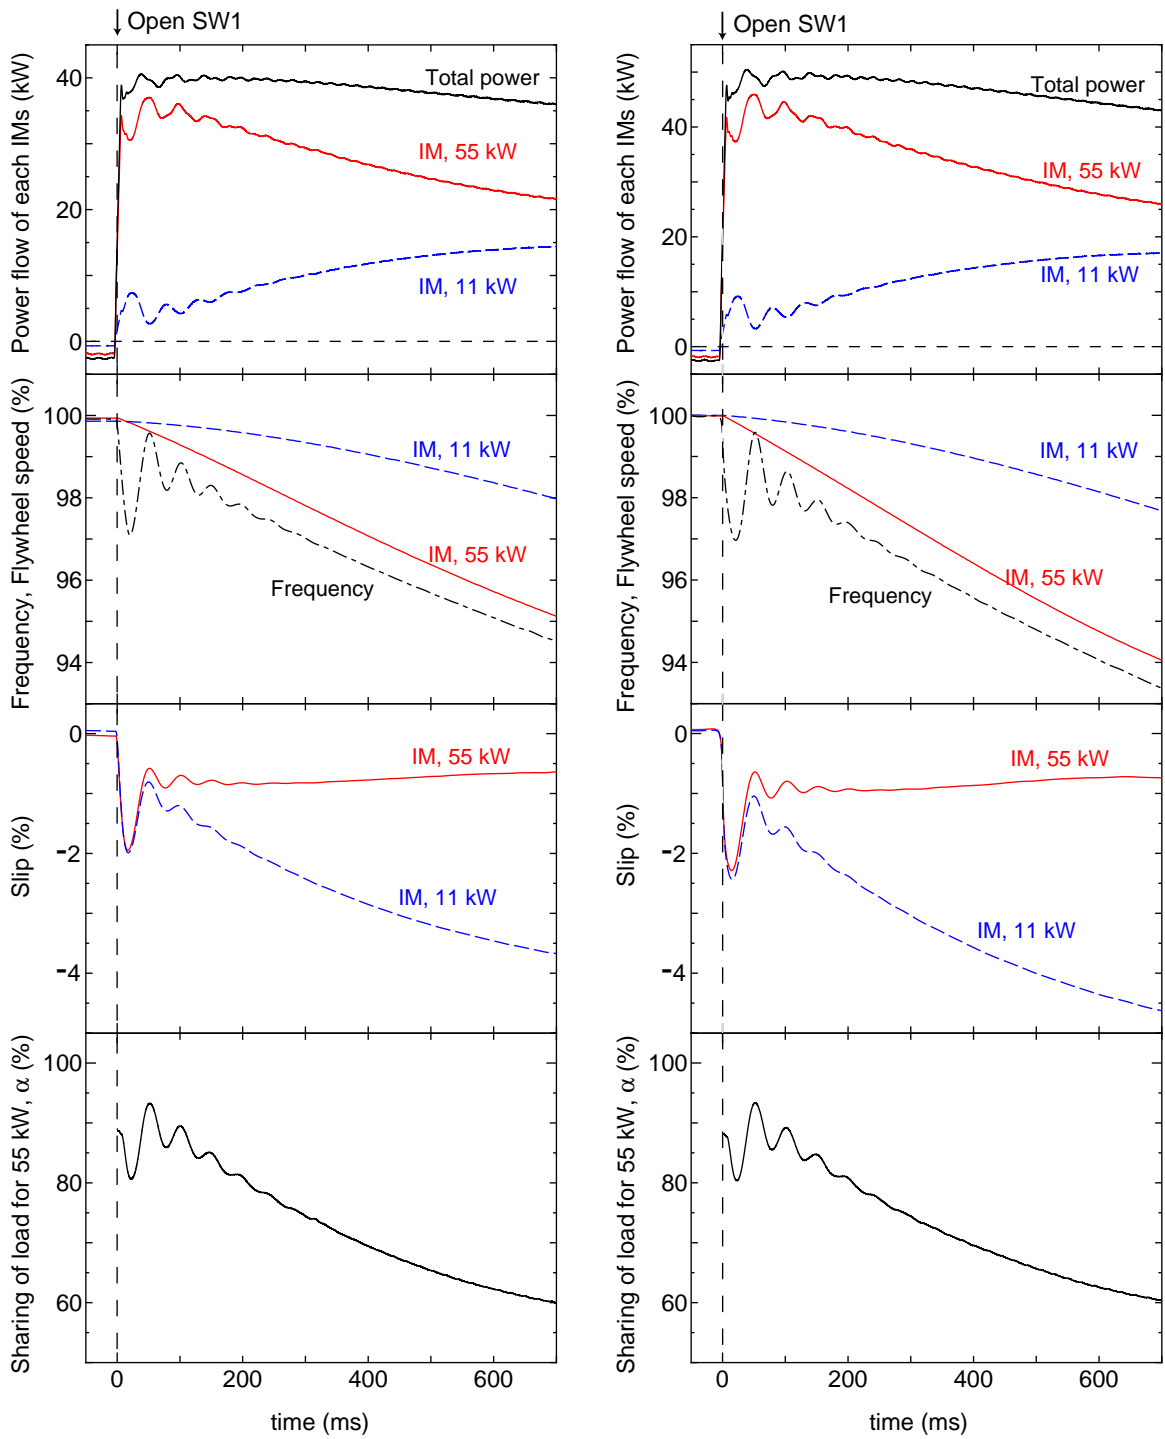 Open SW1
Power flow of each IMs (kW)
40
20
0
Total power
IM, 55 kW
IM, 11 kW
Frequency, Flywheel speed (%)
100
98
96
94
IM, 11 kW
IM, 55 kW
Frequency
Slip (%)
0
−2
−4
IM, 55 kW
IM, 11 kW
Sharing of load for 55 kW, α (%)
100
80
60
0
200
400
600
time (ms)
Open SW1
Power flow of each IMs (kW)
40
20
0
Total power
IM, 55 kW
IM, 11 kW
Frequency, Flywheel speed (%)
100
98
96
94
IM, 11 kW
IM, 55 kW
Frequency
Slip (%)
0
−2
−4
IM, 55 kW
IM, 11 kW
Sharing of load for 55 kW, α (%)
100
80
60
0
200
400
600
time (ms)